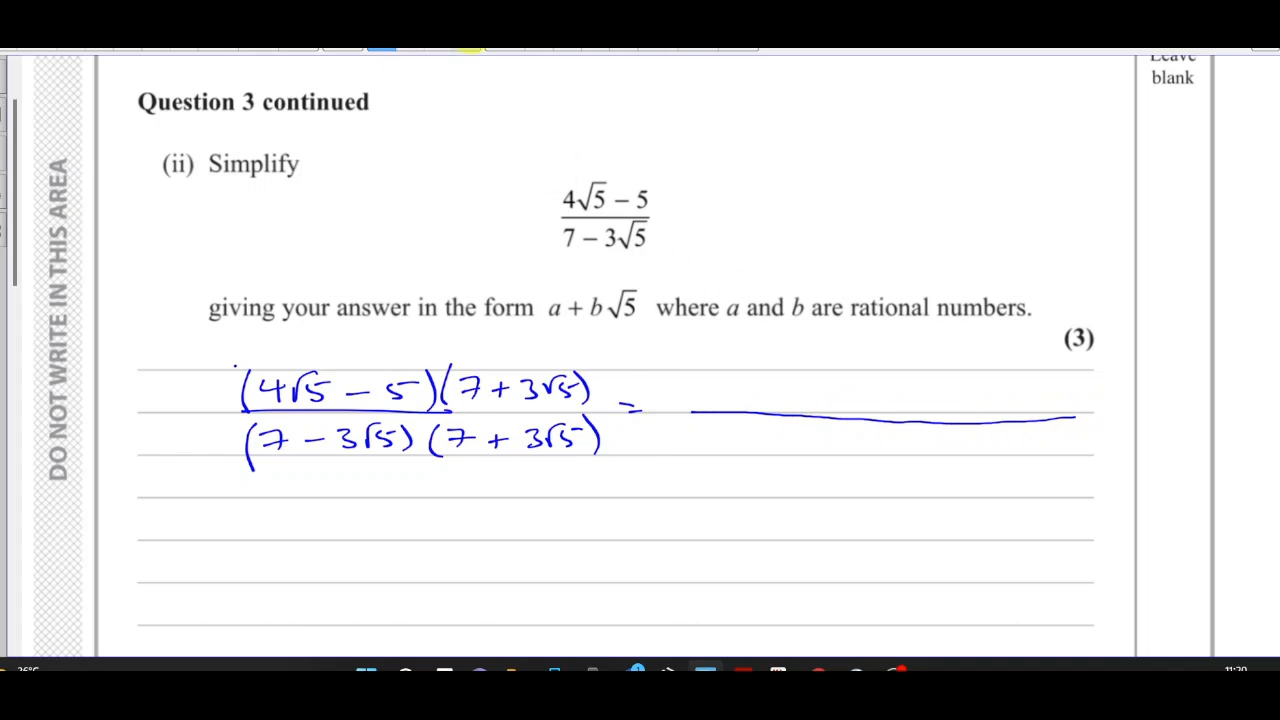 Leave
blank
Question 3 continued
(ii) Simplify
4√5 – 5
7 – 3√5
giving your answer in the form a + b√5 where a and b are rational numbers.
(3)
(4√5 – 5)(7 + 3√5) =
(7 – 3√5) (7 + 3√5)
DO NOT WRITE IN THIS AREA
11:20